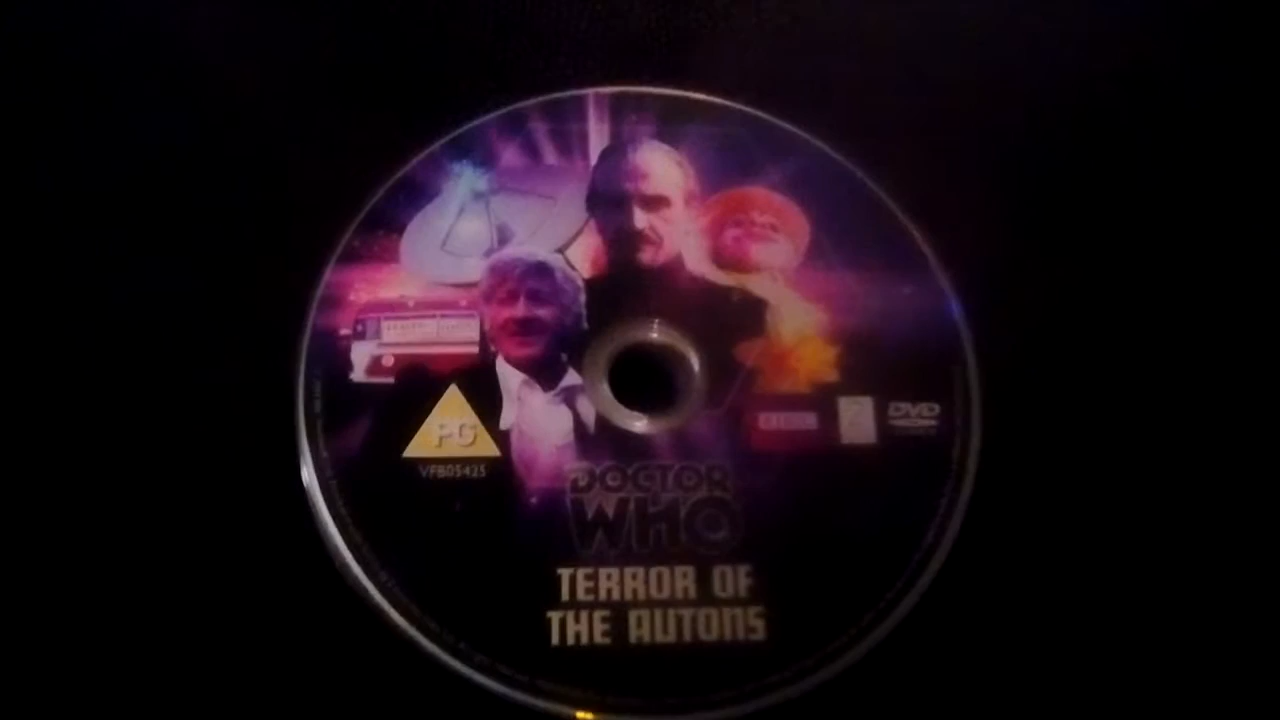 PG
VFB05425
DVD
DOCTOR
WHO
TERROR OF
THE AUTONS